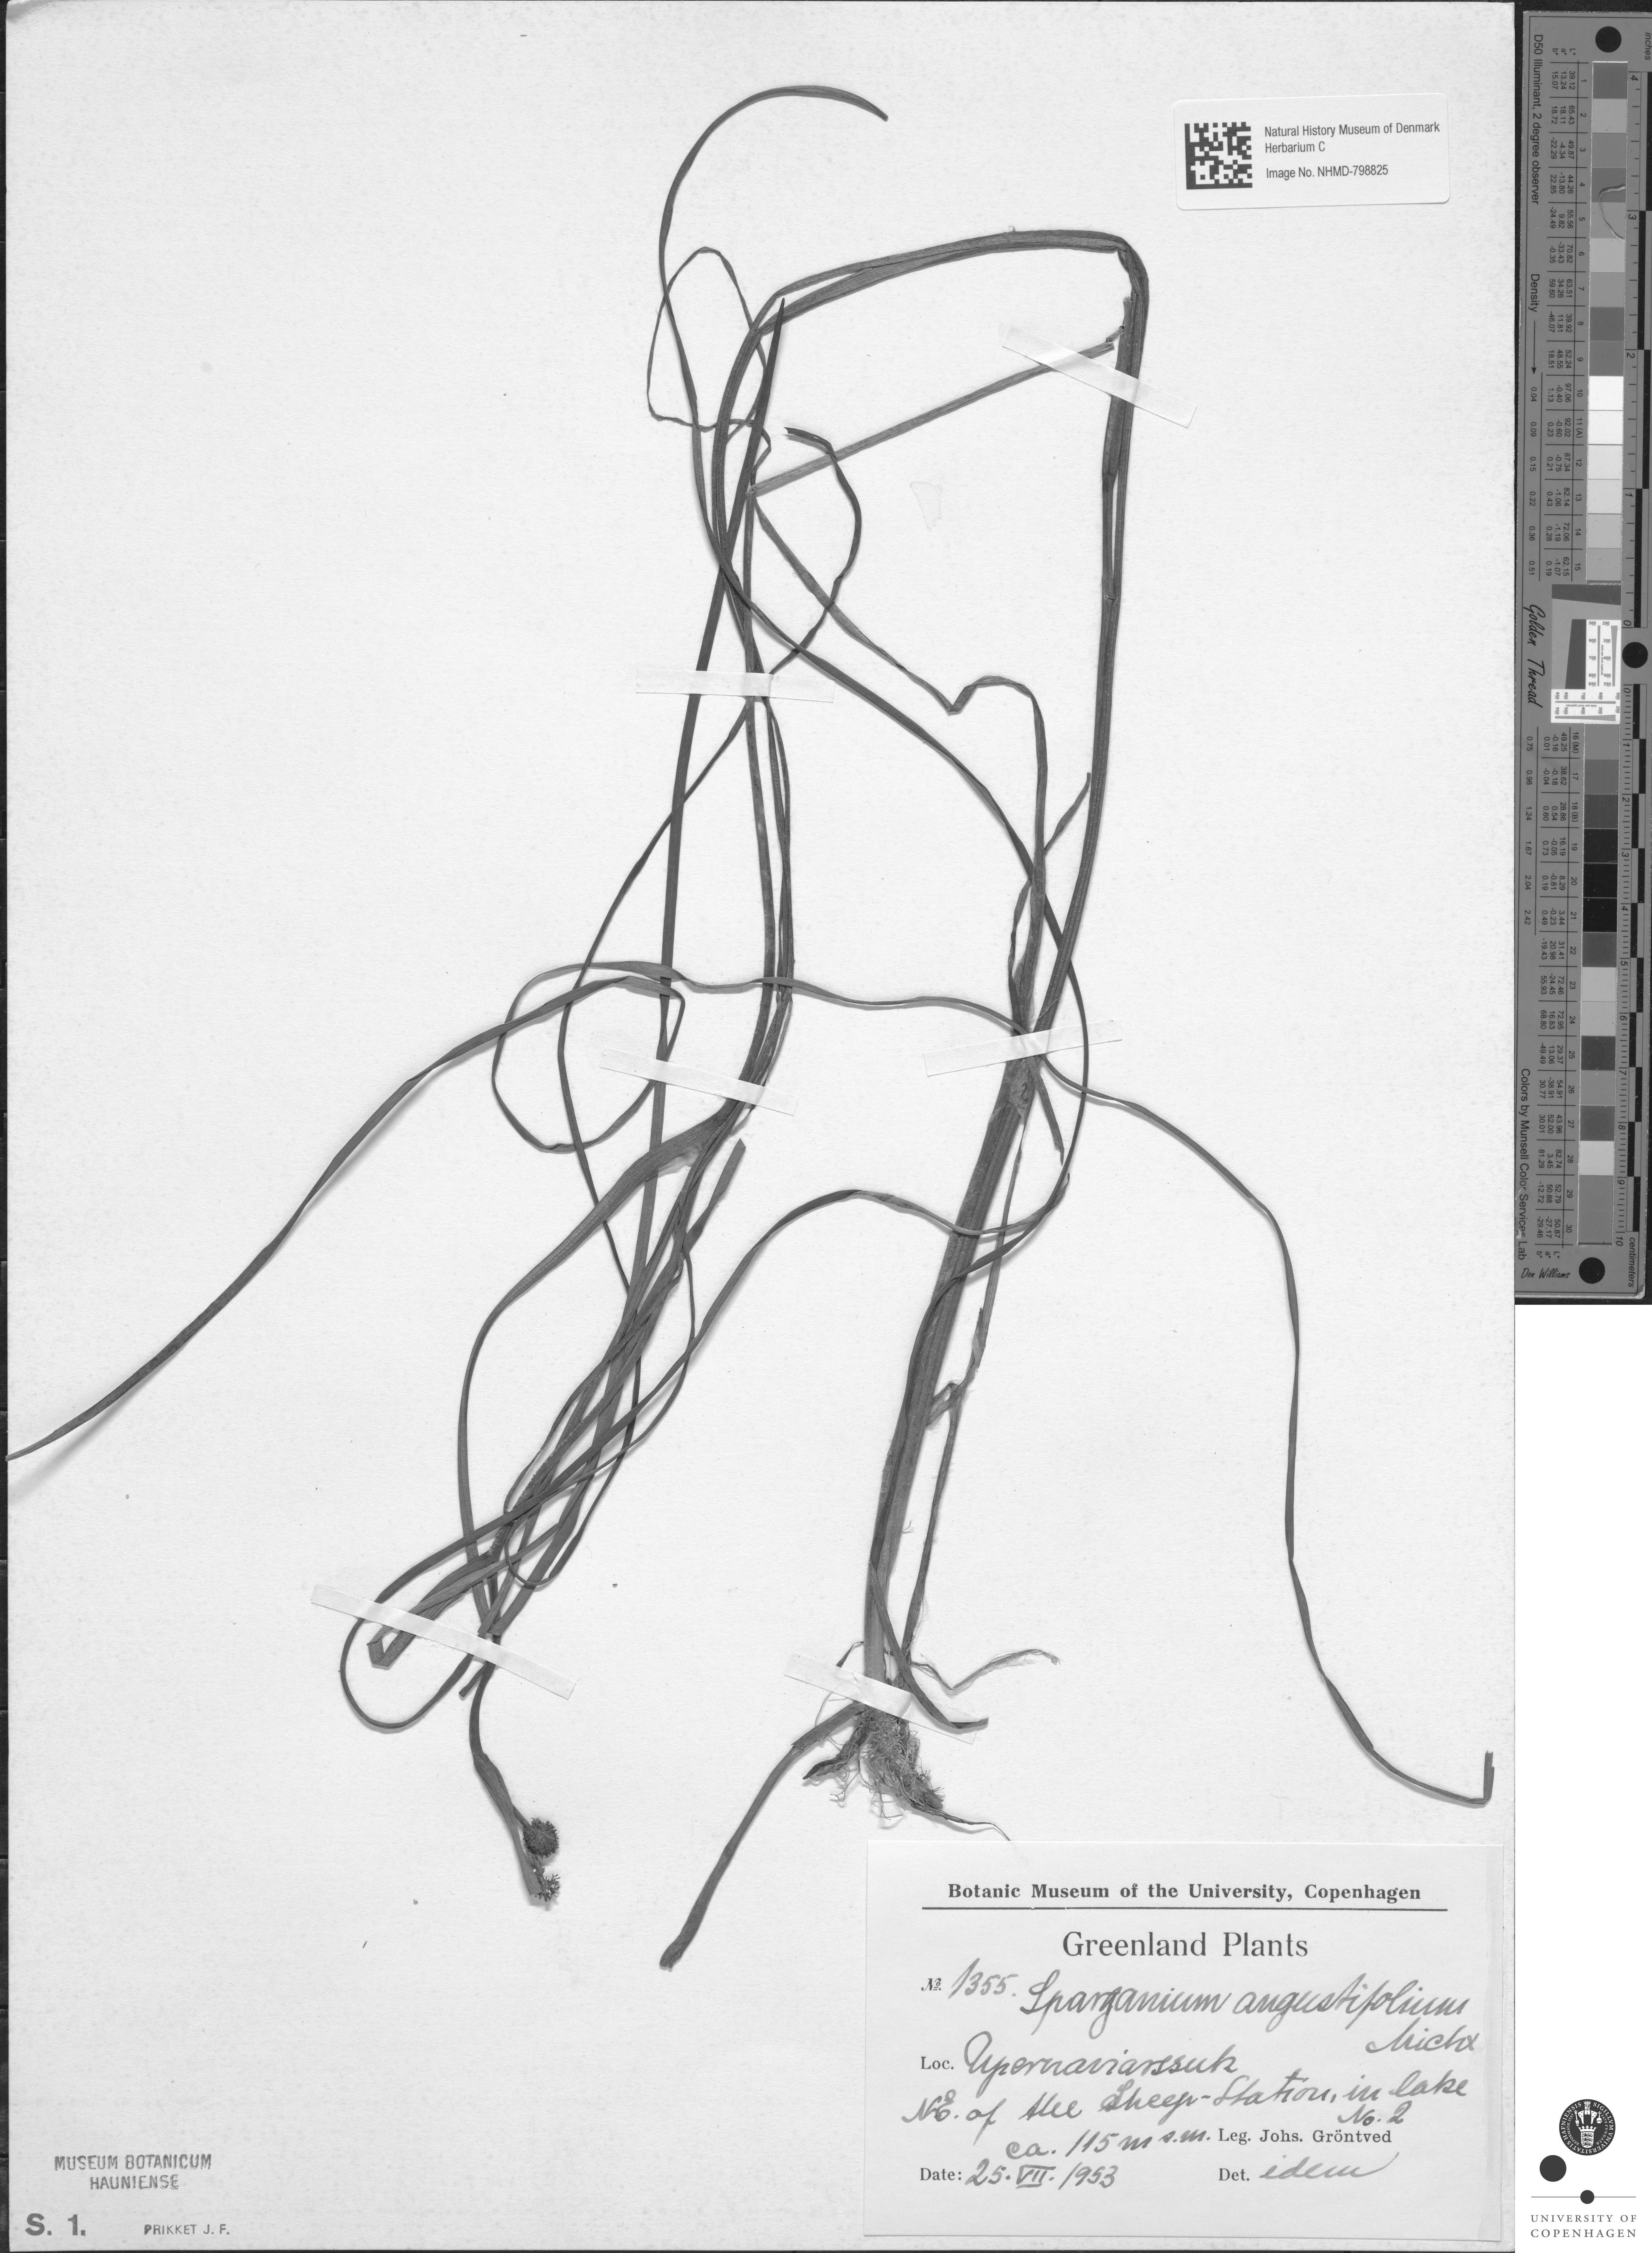 Natural History Museum of Denmark
Herbarium C
Image No. NHMD-798825
Botanic Museum of the University, Copenhagen
Greenland Plants
№ 1355. Sparganium angustifolium
Michx
Loc. Upernaviarssuk
NE. of the Sheep-Station, in lake
No. 2
ca. 115 m s.m. Leg. Johs. Gröntved
Date: 25. VII. 1953 Det. idem
MUSEUM BOTANICUM
HAUNIENSE
S. 1. PRIKKET J. F.
inches
D50 Illuminant, 2 degree observer
Density
Golden Thread
Colors by Munsell Color Services Lab
Don Williams
centimeters
UNIVERSITY OF
COPENHAGEN